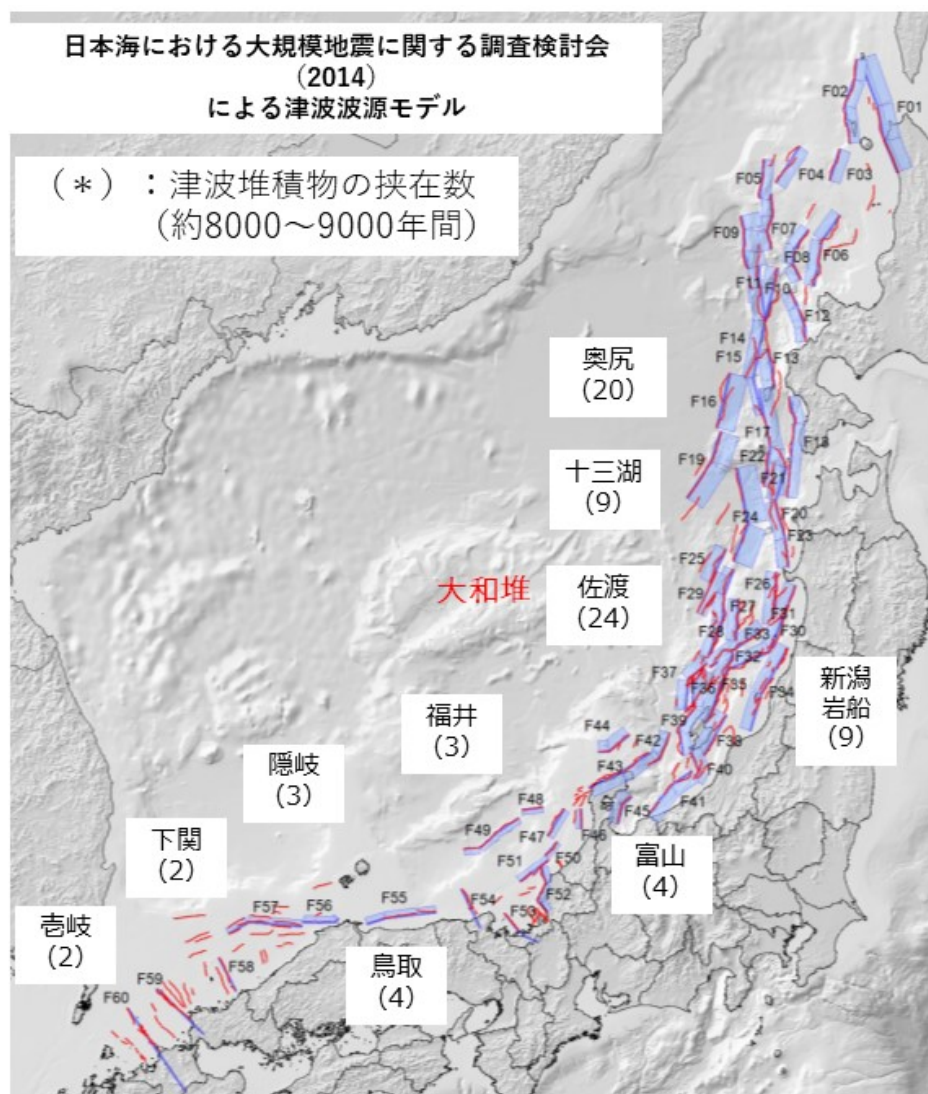 日本海における大規模地震に関する調査検討会
(2014)
による津波波源モデル
(*)：津波堆積物の挟在数
(約8000～9000年間)
F02
F01
F05
F04
F03
F09
F07
F08
F06
F11
F10
F12
F14
F15
F13
奥尻
(20)
F16
F17
F18
F19
F22
F21
十三湖
(9)
F24
F20
F23
F25
F26
大和堆
佐渡
(24)
F29
F27
F31
F28
F33
F30
F32
F37
F36
F35
F34
新潟
岩船
(9)
福井
(3)
F44
F42
F39
F38
隠岐
(3)
F43
F40
F41
F48
F45
F49
F47
F46
下関
(2)
F51
F50
富山
(4)
F57
F56
F55
F54
F53
F52
壱岐
(2)
F58
鳥取
(4)
F60
F59